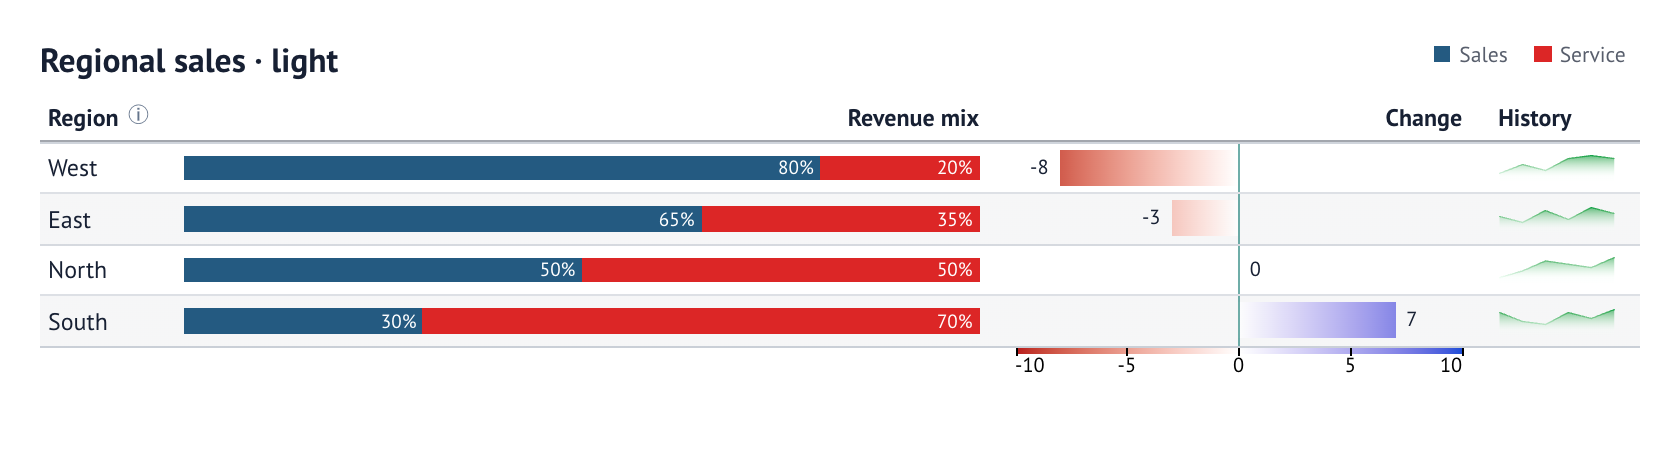 Regional sales · light
Sales Service
Region ⓘ Revenue mix Change History
West 80% 20% -8
East 65% 35% -3
North 50% 50% 0
South 30% 70% 7
-10 -5 0 5 10